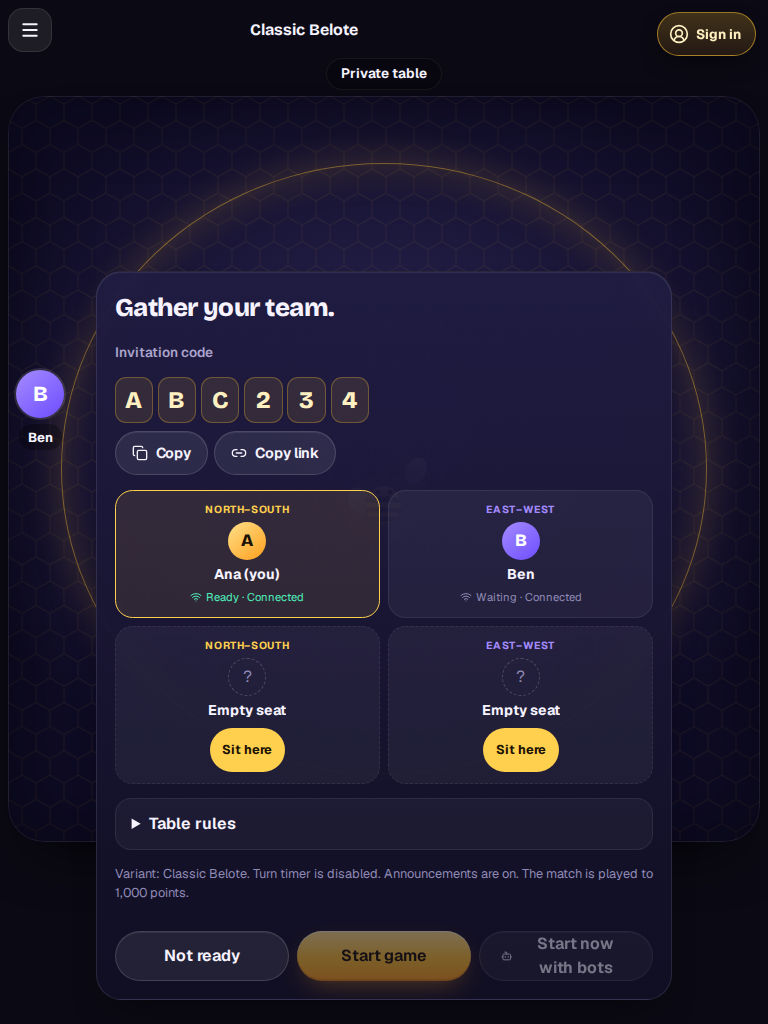 Classic Belote
Sign in
Private table
Gather your team.
Invitation code
A B C 2 3 4
Copy
Copy link
B
Ben
NORTH–SOUTH
A
Ana (you)
Ready · Connected
EAST–WEST
B
Ben
Waiting · Connected
NORTH–SOUTH
?
Empty seat
Sit here
EAST–WEST
?
Empty seat
Sit here
Table rules
Variant: Classic Belote. Turn timer is disabled. Announcements are on. The match is played to
1,000 points.
Not ready
Start game
Start now
with bots